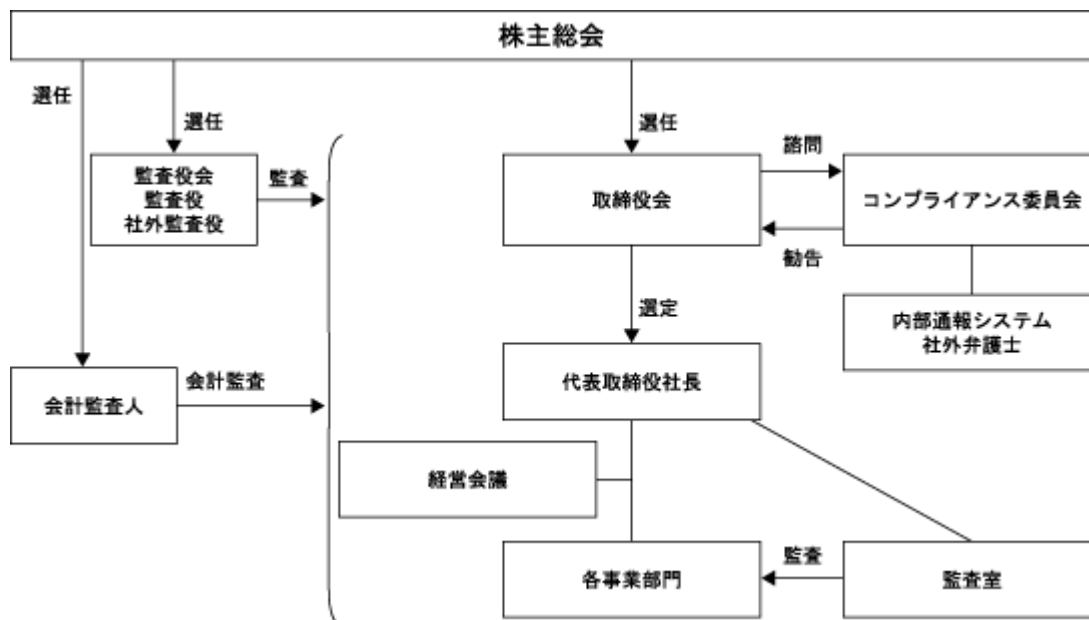 株主総会
選任
選任
選任
監査役会
監査役
社外監査役
監査
取締役会
諮問
コンプライアンス委員会
勧告
選定
内部通報システム
社外弁護士
会計監査人
会計監査
代表取締役社長
経営会議
各事業部門
監査
監査室